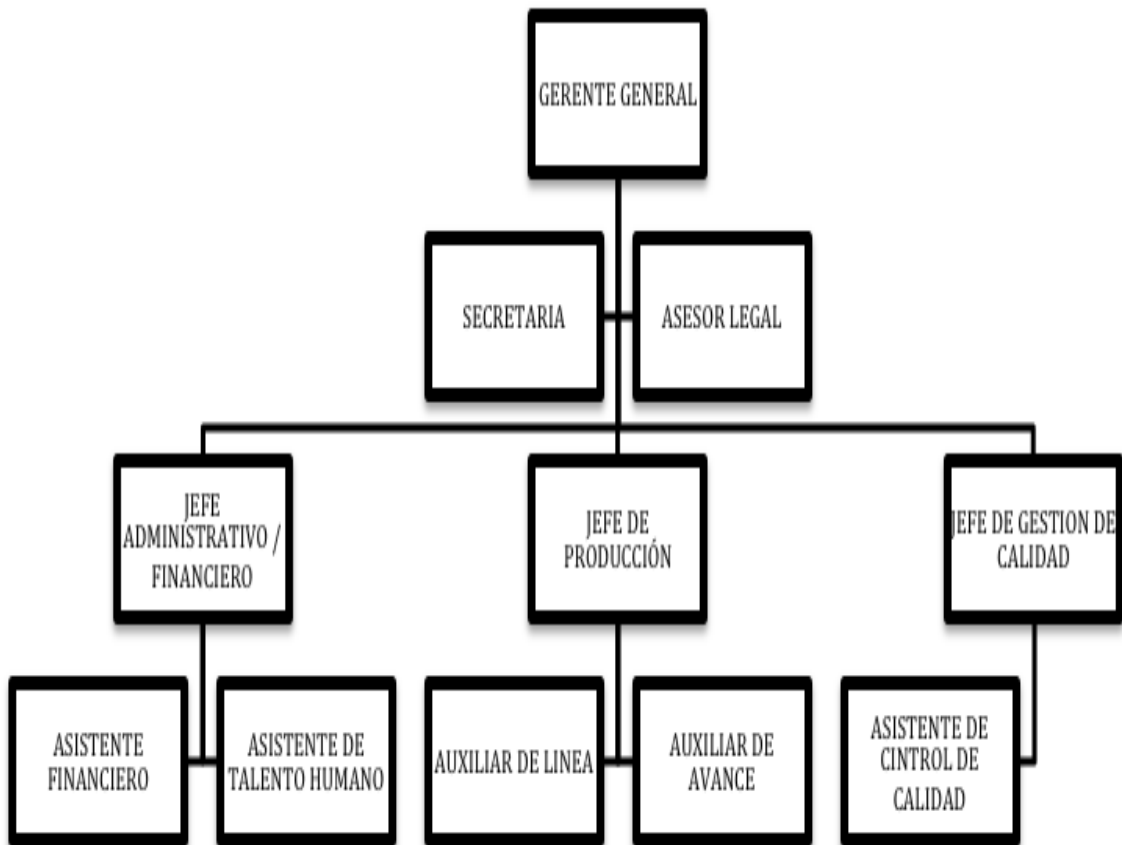 GERENTE GENERAL
SECRETARIA
ASESOR LEGAL
JEFE
ADMINISTRATIVO /
FINANCIERO
JEFE DE
PRODUCCIÓN
JEFE DE GESTION DE
CALIDAD
ASISTENTE
FINANCIERO
ASISTENTE DE
TALENTO HUMANO
AUXILIAR DE LINEA
AUXILIAR DE
AVANCE
ASISTENTE DE
CINTROL DE
CALIDAD